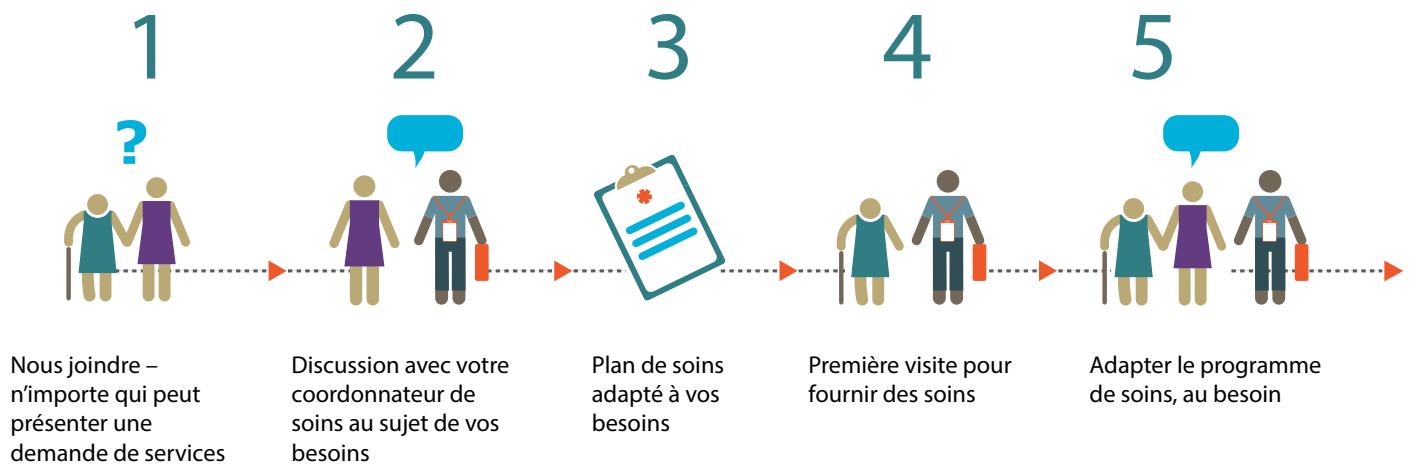 1
2
3
4
5
?
Nous joindre –
n’importe qui peut
présenter une
demande de services
Discussion avec votre
coordonnateur de
soins au sujet de vos
besoins
Plan de soins
adapté à vos
besoins
Première visite pour
fournir des soins
Adapter le programme
de soins, au besoin